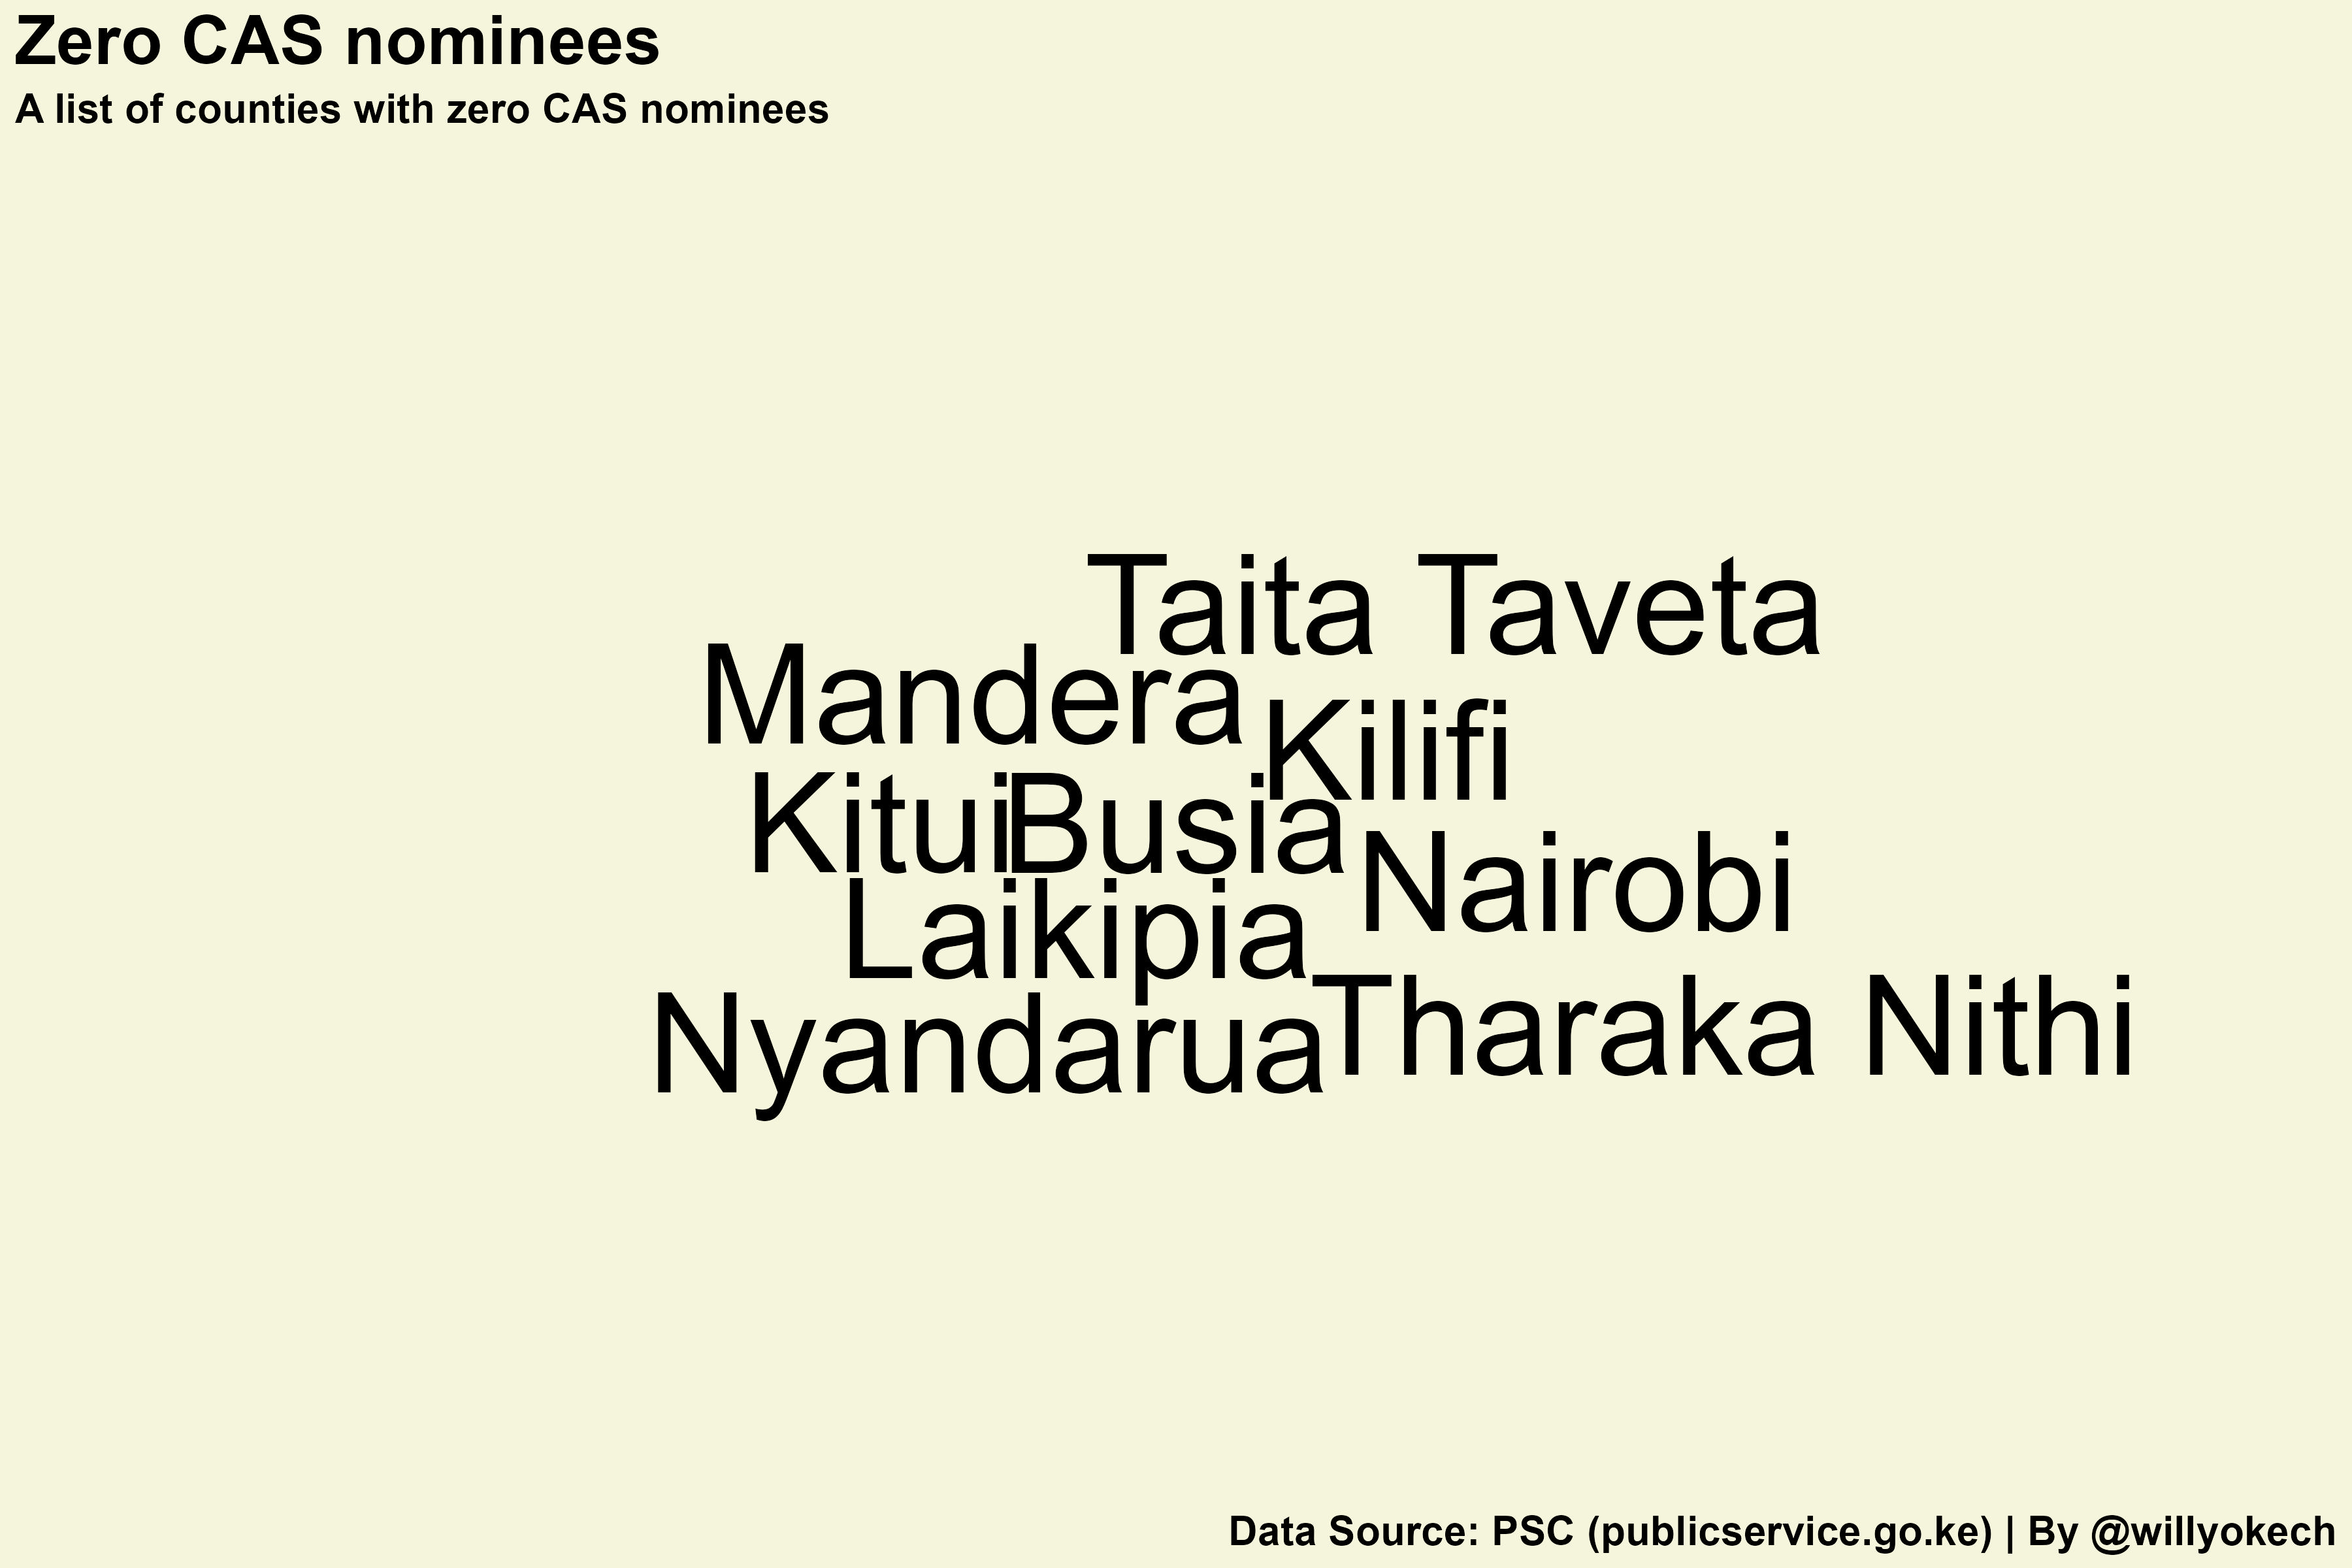 Zero CAS nominees
A list of counties with zero CAS nominees
Taita Taveta
Mandera
Kilifi
Kitui
Busia
Nairobi
Laikipia
Tharaka Nithi
Nyandarua
Data Source: PSC (publicservice.go.ke) | By @willyokech